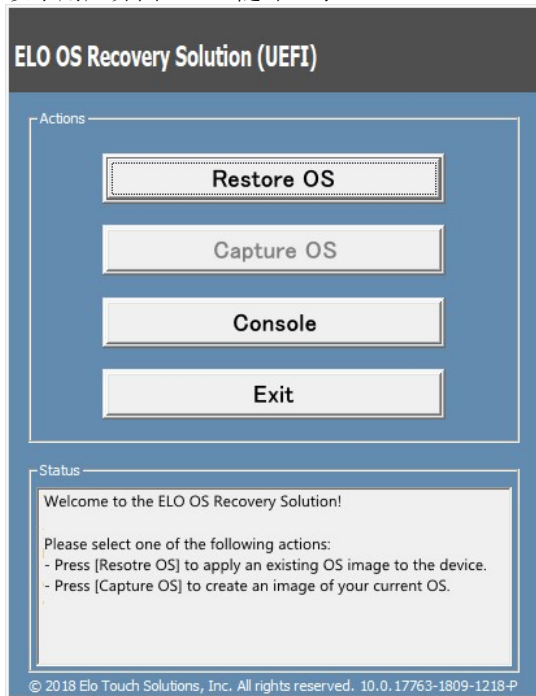 ELO OS Recovery Solution (UEFI)
Actions
Restore OS
Capture OS
Console
Exit
Status
Welcome to the ELO OS Recovery Solution!
Please select one of the following actions:
- Press [Resotre OS] to apply an existing OS image to the device.
- Press [Capture OS] to create an image of your current OS.
© 2018 Elo Touch Solutions, Inc. All rights reserved. 10.0.17763-1809-1218-P